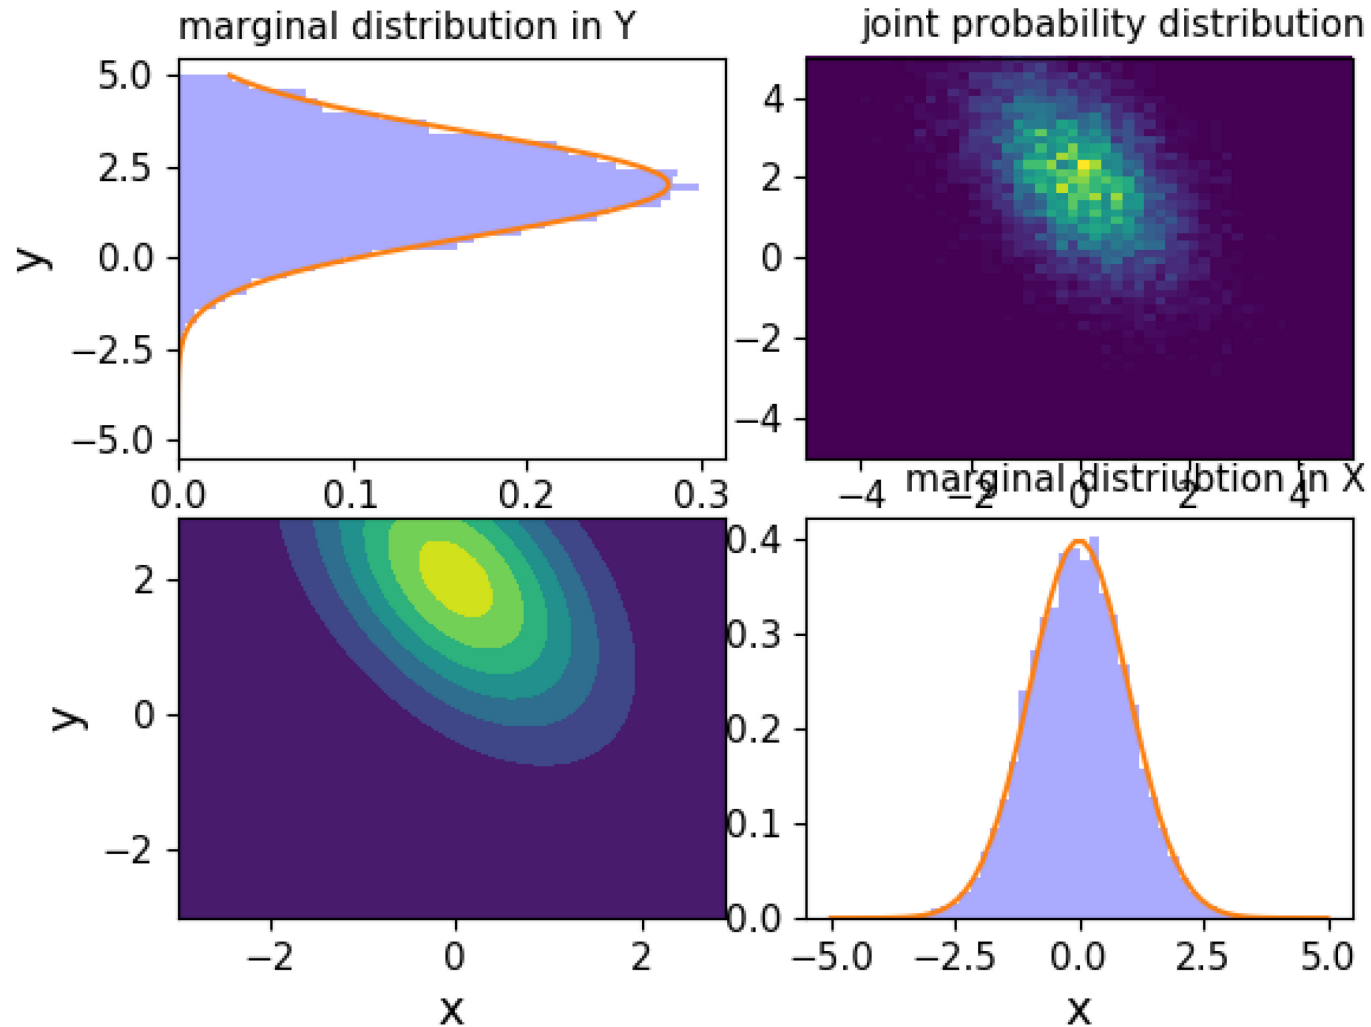 marginal distribution in Y
joint probability distribution
5.0
2.5
0.0
−2.5
−5.0
y
0.0 0.1 0.2 0.3
4
2
0
−2
−4
−4 −2 0 2 4
marginal distriubtion in X
2
0
−2
y
−2 0 2
x
0.4
0.3
0.2
0.1
0.0
−5.0 −2.5 0.0 2.5 5.0
x